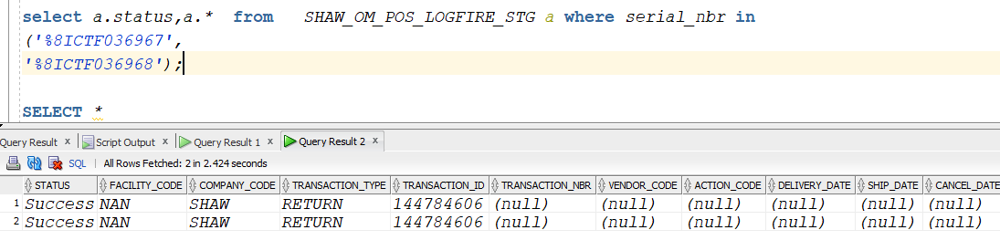 select a.status,a.* from SHAW_OM_POS_LOGFIRE_STG a where serial_nbr in
('%8ICTF036967',
'%8ICTF036968');
SELECT *
Query Result x Script Output x Query Result 1 x Query Result 2 x
SQL | All Rows Fetched: 2 in 2.424 seconds
STATUS FACILITY_CODE COMPANY_CODE TRANSACTION_TYPE TRANSACTION_ID TRANSACTION_NBR VENDOR_CODE ACTION_CODE DELIVERY_DATE SHIP_DATE CANCEL_DATE
1 Success NAN SHAW RETURN 144784606 (null) (null) (null) (null) (null) (null)
2 Success NAN SHAW RETURN 144784606 (null) (null) (null) (null) (null) (null)